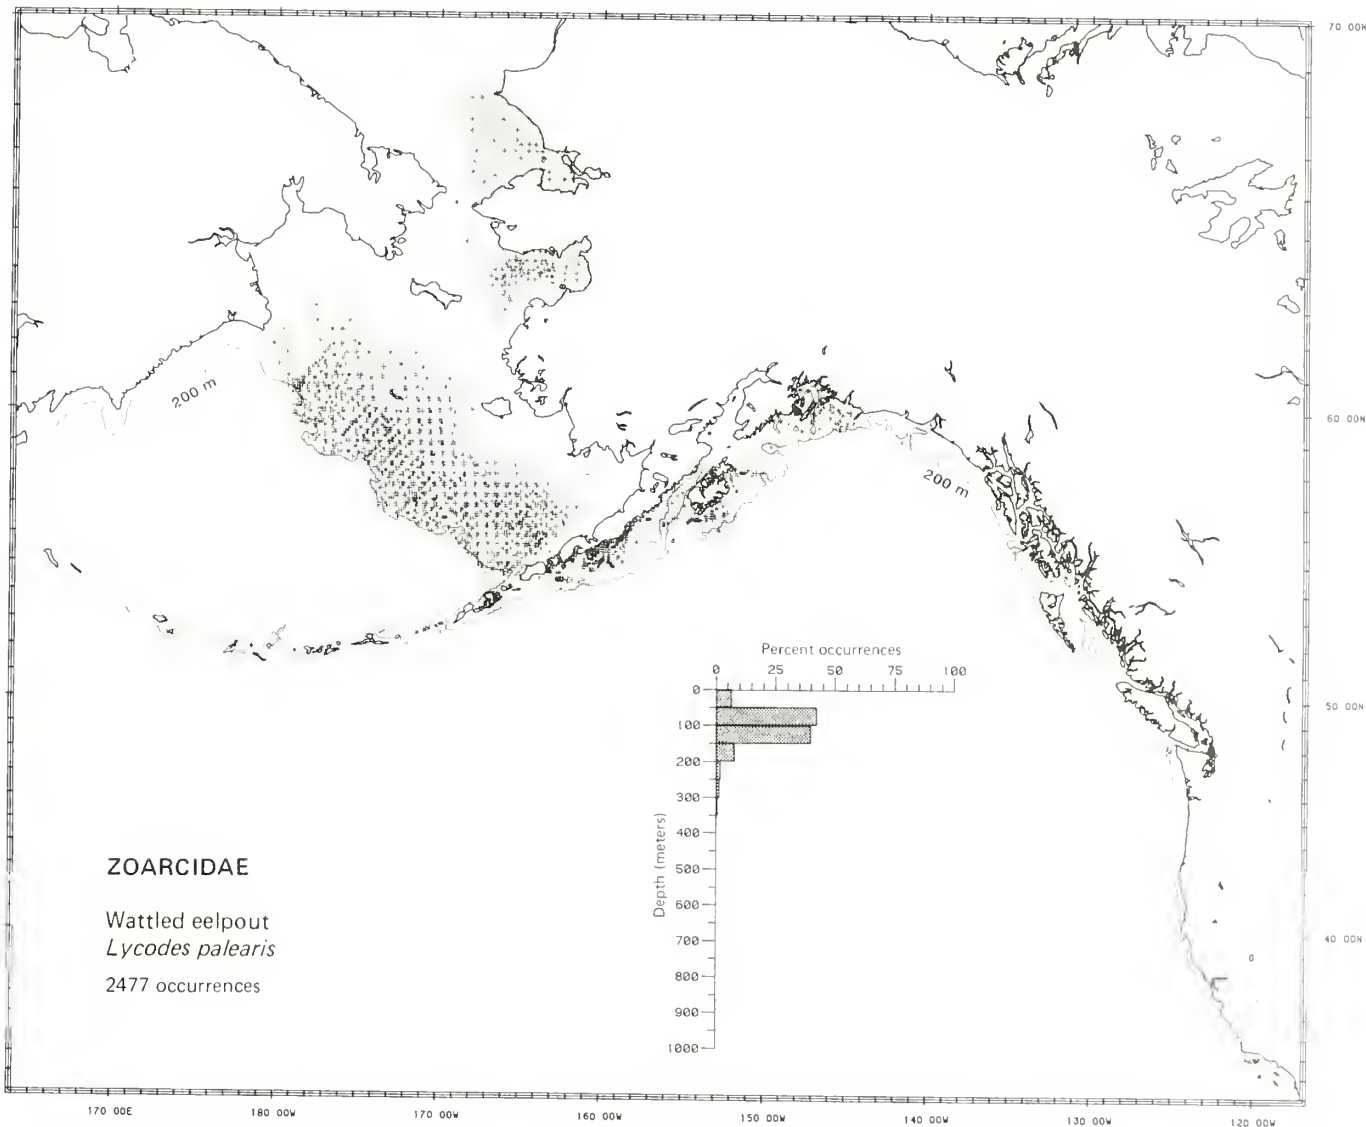 70 00N
200 m
60 00N
200 m
Percent occurrences
0 25 50 75 100
0
50 00N
100
200
300
400
Depth (meters)
500
600
700
800
900
1000
40 00N
ZOARCIDAE
Wattled eelpout
Lycodes palearis
2477 occurrences
170 00E 180 00W 170 00W 160 00W 150 00W 140 00W 130 00W 120 00W